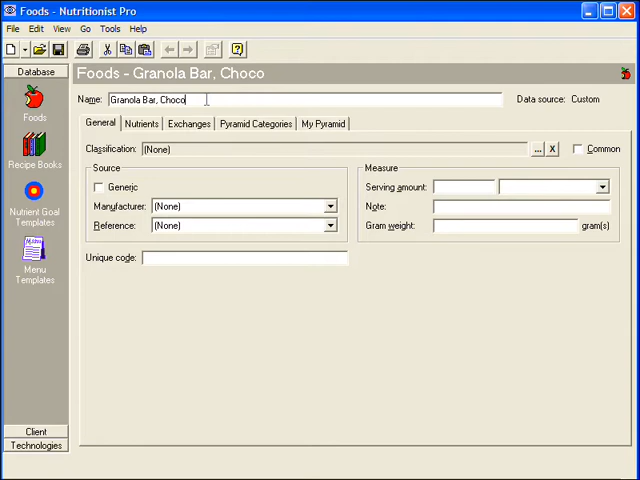 Foods - Nutritionist Pro
File Edit View Go Tools Help
Database
Foods - Granola Bar, Choco
Name: Granola Bar, Choco Data source: Custom
General Nutrients Exchanges Pyramid Categories My Pyramid
Classification: (None) ... X Common
Source
Generic
Manufacturer: (None)
Reference: (None)
Measure
Serving amount:
Note:
Gram weight: gram(s)
Unique code:
Foods
Recipe Books
Nutrient Goal
Templates
Menu
Templates
Client
Technologies